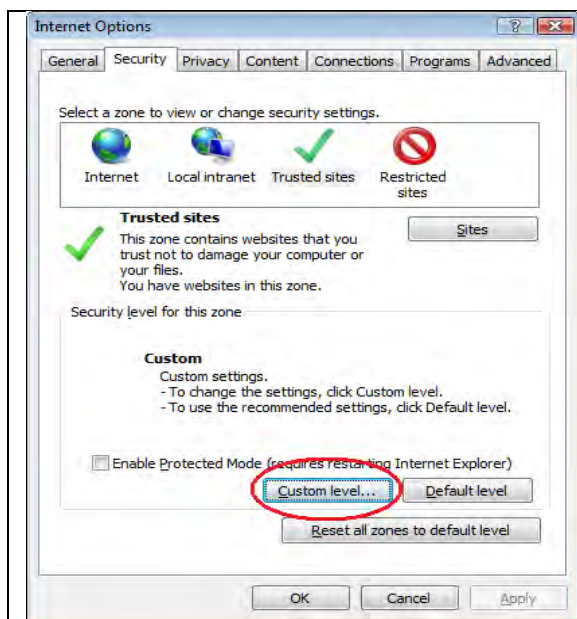 Internet Options
General Security Privacy Content Connections Programs Advanced
Select a zone to view or change security settings.
Internet Local intranet Trusted sites Restricted sites
Trusted sites
Sites
This zone contains websites that you
trust not to damage your computer or
your files.
You have websites in this zone.
Security level for this zone
Custom
Custom settings.
- To change the settings, click Custom level.
- To use the recommended settings, click Default level.
Enable Protected Mode (requires restarting Internet Explorer)
Custom level... Default level
Reset all zones to default level
OK Cancel Apply